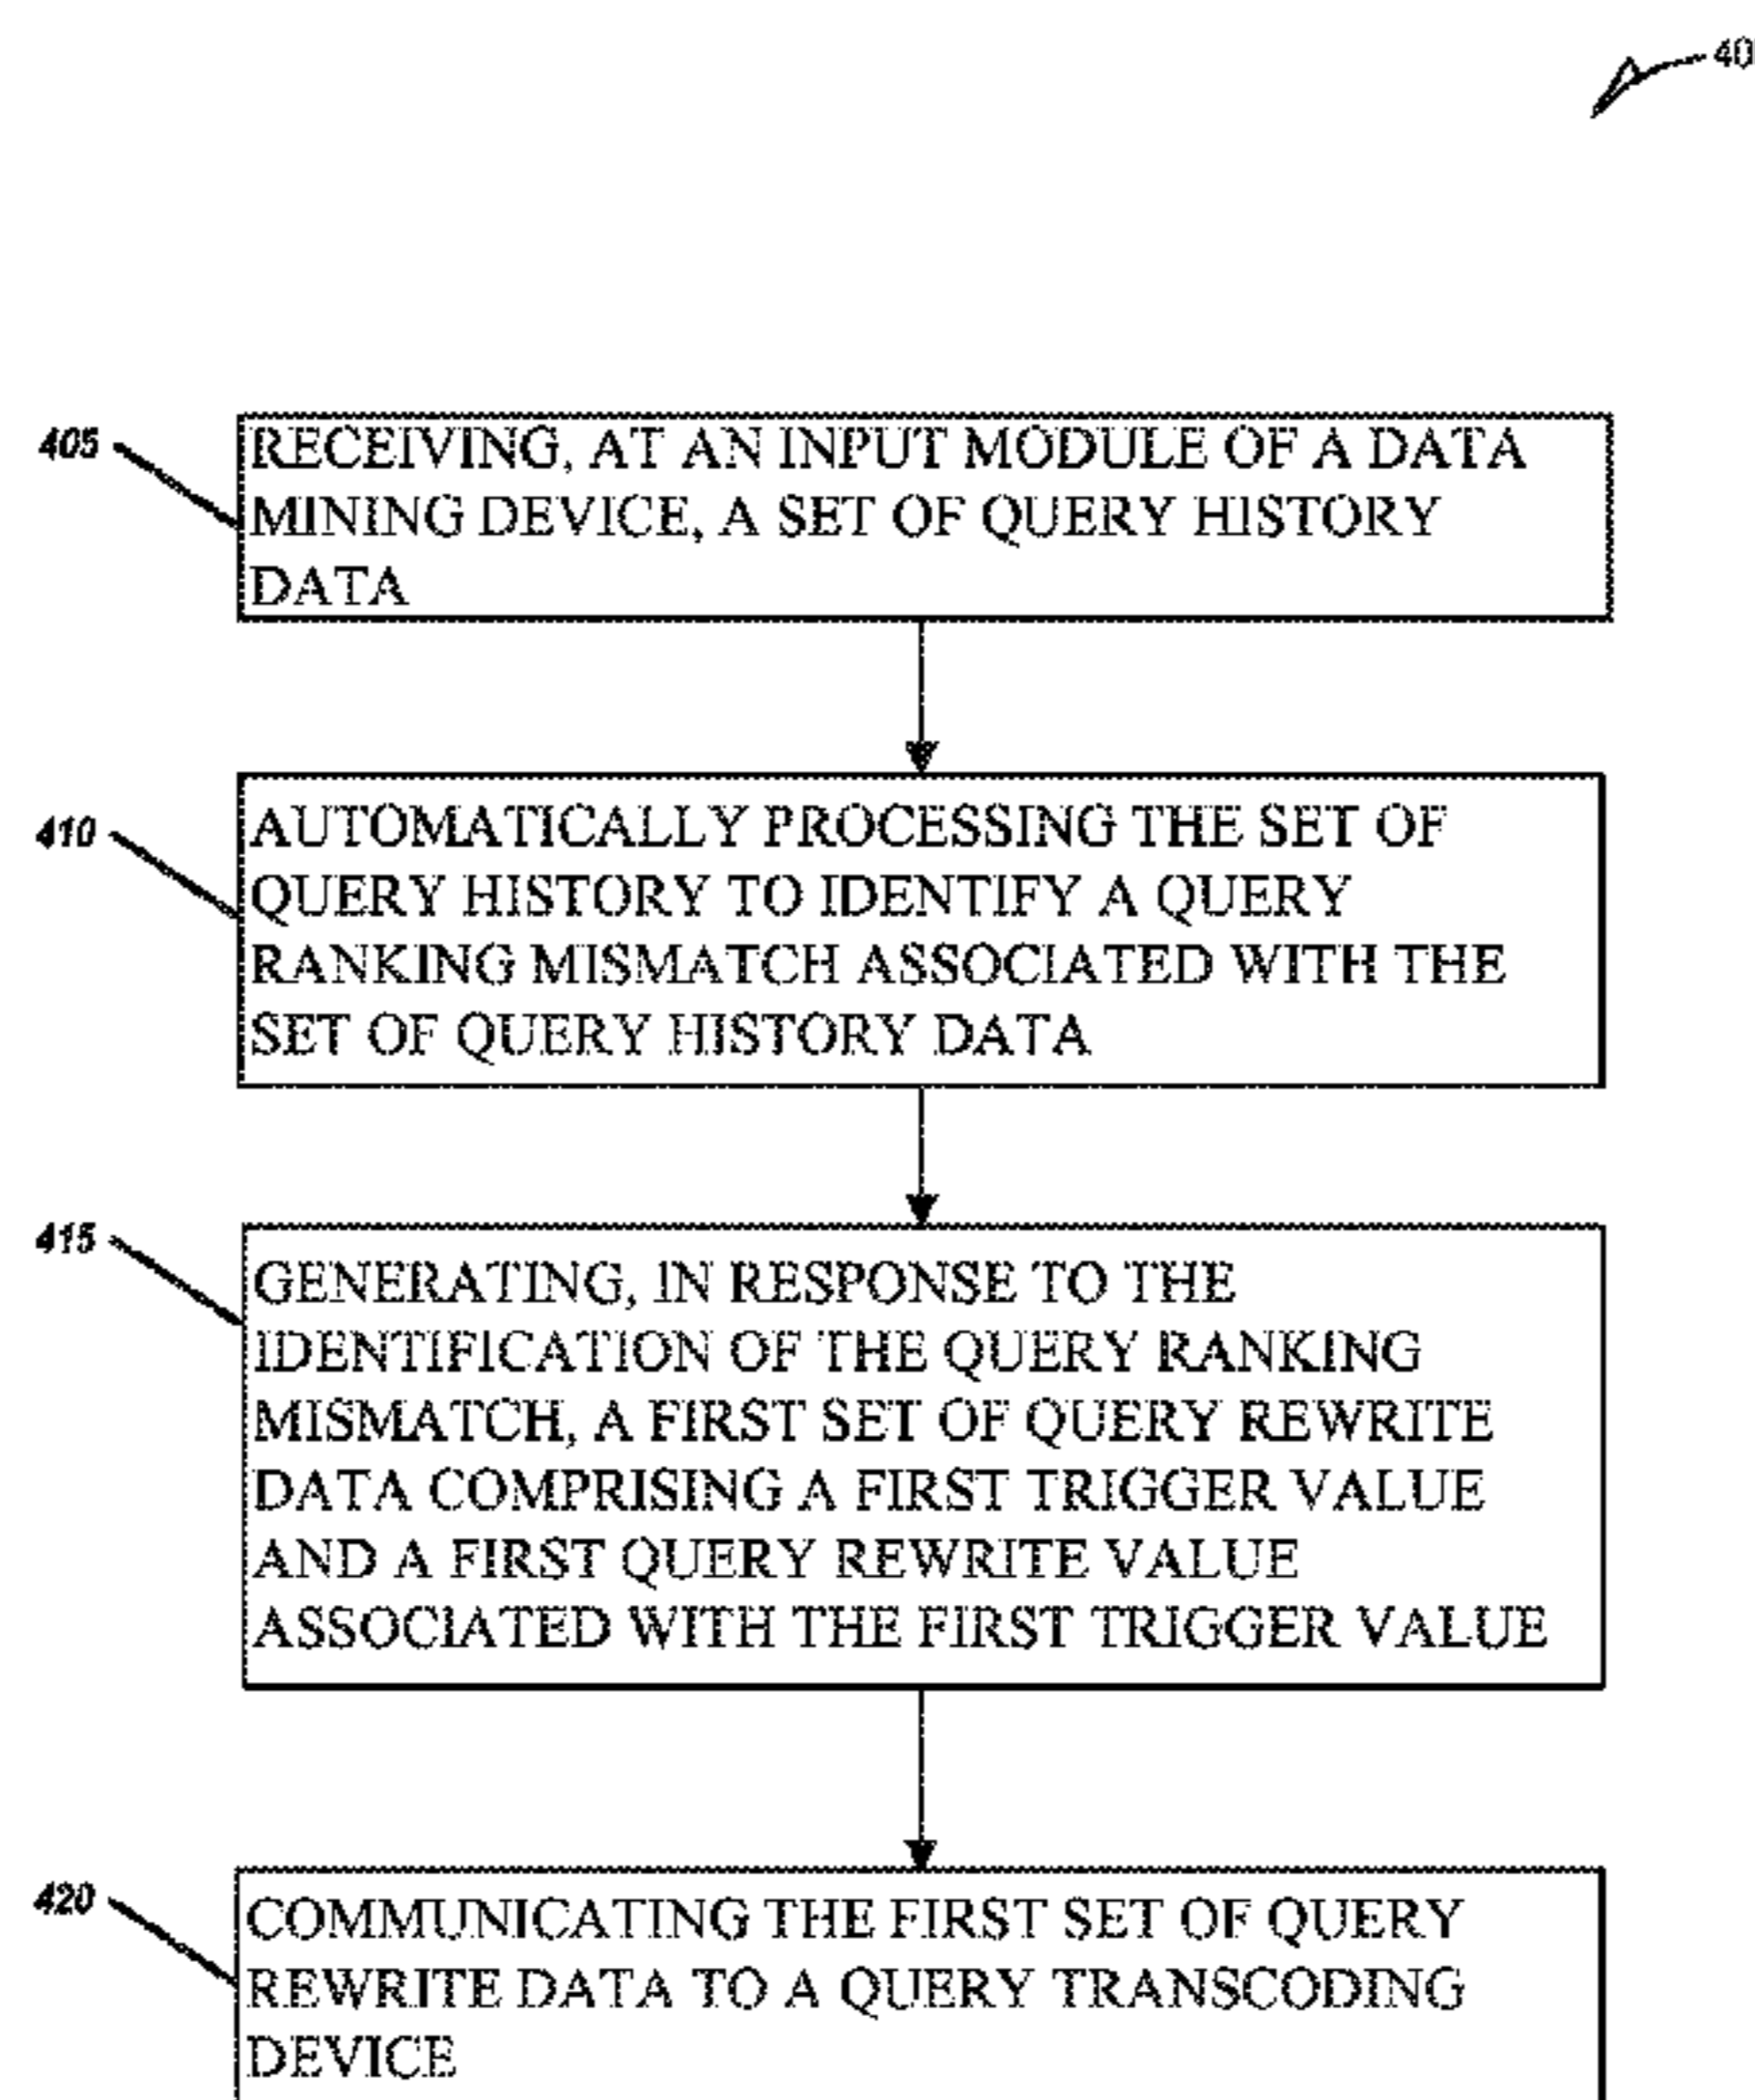 405
RECEIVING, AT AN INPUT MODULE OF A DATA
MINING DEVICE, A SET OF QUERY HISTORY
DATA
410
AUTOMATICALLY PROCESSING THE SET OF
QUERY HISTORY TO IDENTIFY A QUERY
RANKING MISMATCH ASSOCIATED WITH THE
SET OF QUERY HISTORY DATA
415
GENERATING, IN RESPONSE TO THE
IDENTIFICATION OF THE QUERY RANKING
MISMATCH, A FIRST SET OF QUERY REWRITE
DATA COMPRISING A FIRST TRIGGER VALUE
AND A FIRST QUERY REWRITE VALUE
ASSOCIATED WITH THE FIRST TRIGGER VALUE
420
COMMUNICATING THE FIRST SET OF QUERY
REWRITE DATA TO A QUERY TRANSCODING
DEVICE